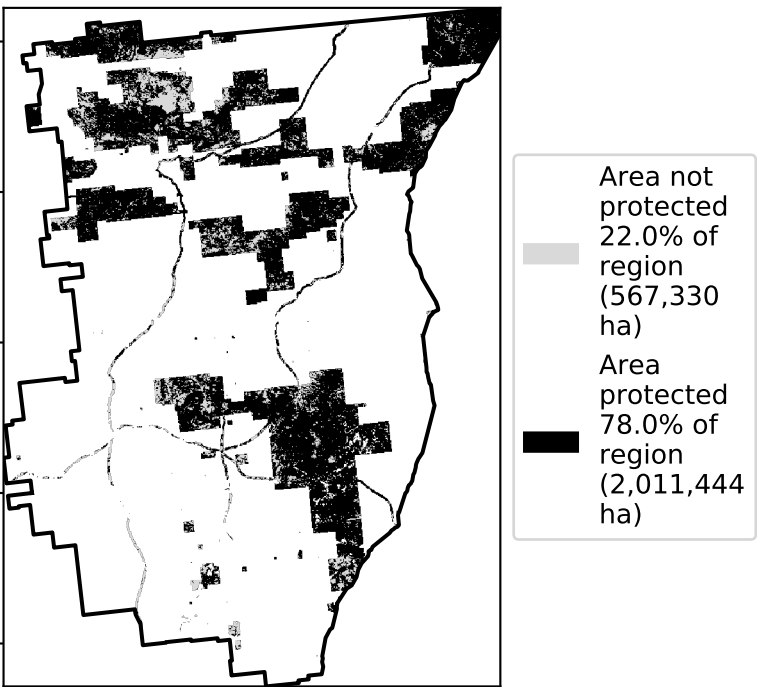 Area not
protected
22.0% of
region
(567,330
ha)
Area
protected
78.0% of
region
(2,011,444
ha)